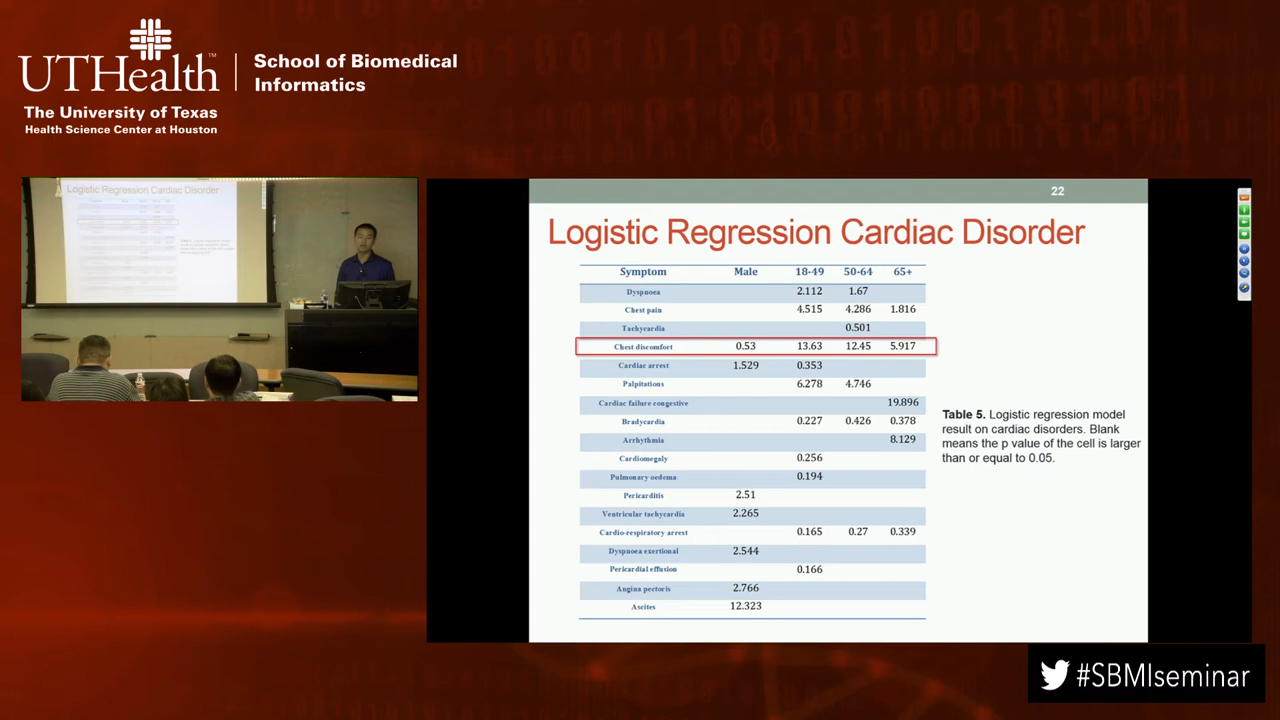 UTHealth™
School of Biomedical
Informatics
The University of Texas
Health Science Center at Houston
Logistic Regression Cardiac Disorder
22
Logistic Regression Cardiac Disorder
Symptom Male 18-49 50-64 65+
Dyspnoea 2.112 1.67
Chest pain 4.515 4.286 1.816
Tachycardia 0.501
Chest discomfort 0.53 13.63 12.45 5.917
Cardiac arrest 1.529 0.353
Palpitations 6.278 4.746
Cardiac failure congestive 19.896
Bradycardia 0.227 0.426 0.378
Arrhythmia 8.129
Cardiomegaly 0.256
Pulmonary oedema 0.194
Pericarditis 2.51
Ventricular tachycardia 2.265
Cardio-respiratory arrest 0.165 0.27 0.339
Dyspnoea exertional 2.544
Pericardial effusion 0.166
Angina pectoris 2.766
Ascites 12.323
Table 5. Logistic regression model
result on cardiac disorders. Blank
means the p value of the cell is larger
than or equal to 0.05.
#SBMIseminar